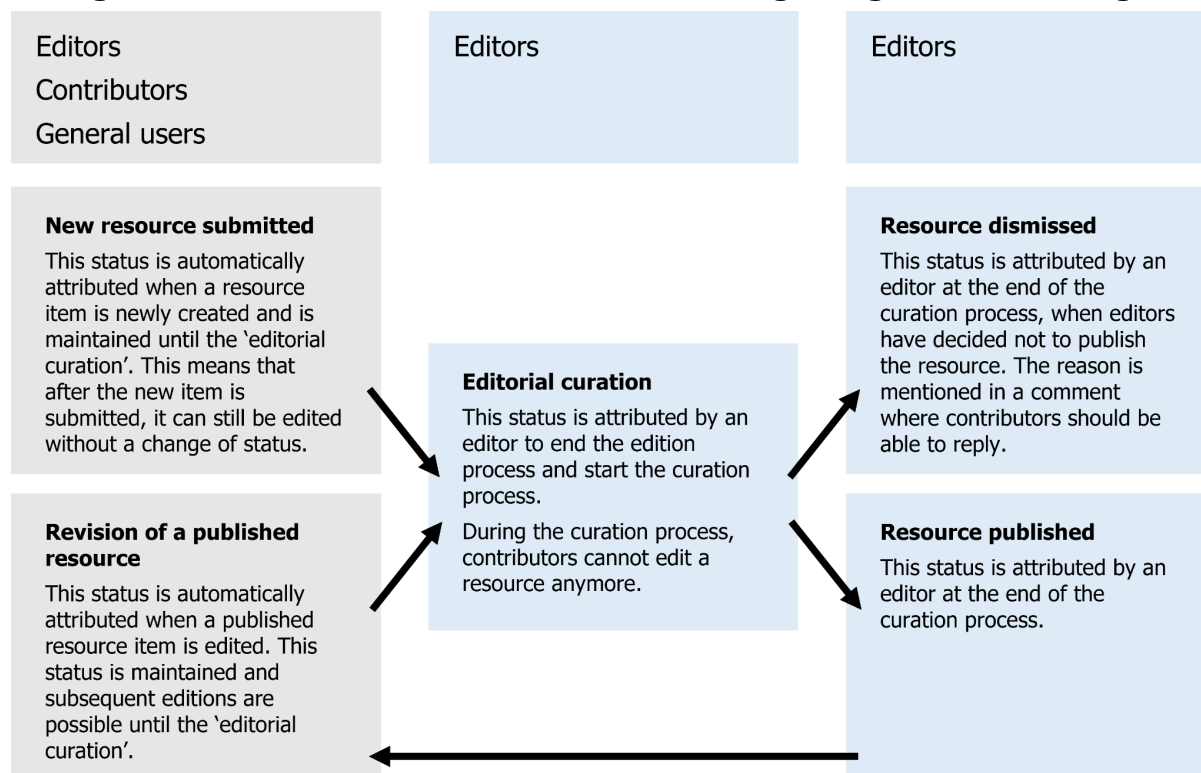 Editors
Contributors
General users
Editors
Editors
New resource submitted
This status is automatically
attributed when a resource
item is newly created and is
maintained until the ‘editorial
curation’. This means that
after the new item is
submitted, it can still be edited
without a change of status.
Revision of a published
resource
This status is automatically
attributed when a published
resource item is edited. This
status is maintained and
subsequent editions are
possible until the ‘editorial
curation’.
Editorial curation
This status is attributed by an
editor to end the edition
process and start the curation
process.
During the curation process,
contributors cannot edit a
resource anymore.
Resource dismissed
This status is attributed by an
editor at the end of the
curation process, when editors
have decided not to publish
the resource. The reason is
mentioned in a comment
where contributors should be
able to reply.
Resource published
This status is attributed by an
editor at the end of the
curation process.